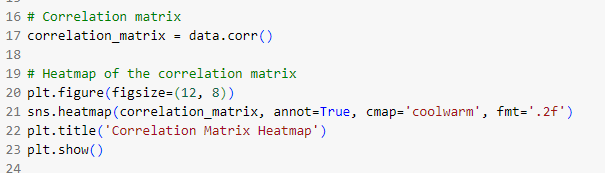 16 # Correlation matrix
17 correlation_matrix = data.corr()
18
19 # Heatmap of the correlation matrix
20 plt.figure(figsize=(12, 8))
21 sns.heatmap(correlation_matrix, annot=True, cmap='coolwarm', fmt='.2f')
22 plt.title('Correlation Matrix Heatmap')
23 plt.show()
24